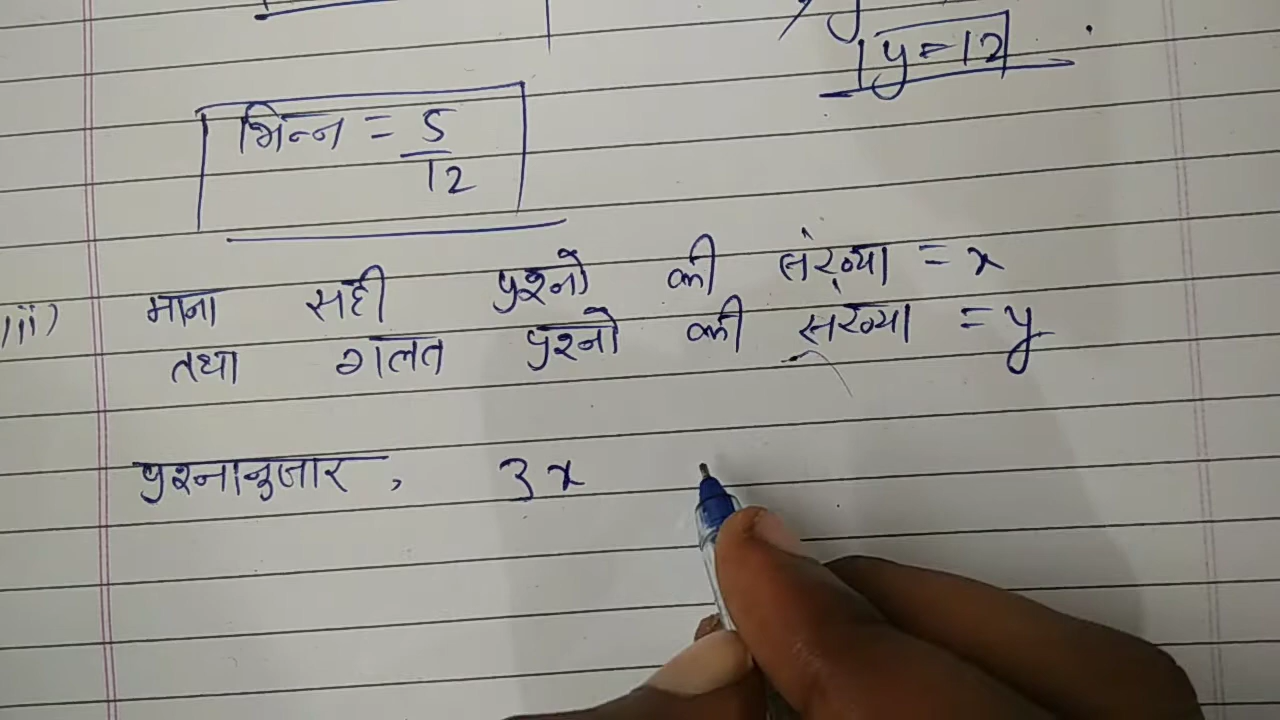 y = 12
भिन्न = 5/12
iii) माना सही प्रश्नो की संख्या = x
तथा गलत प्रश्नो की संख्या = y
प्रश्नानुसार, 3x